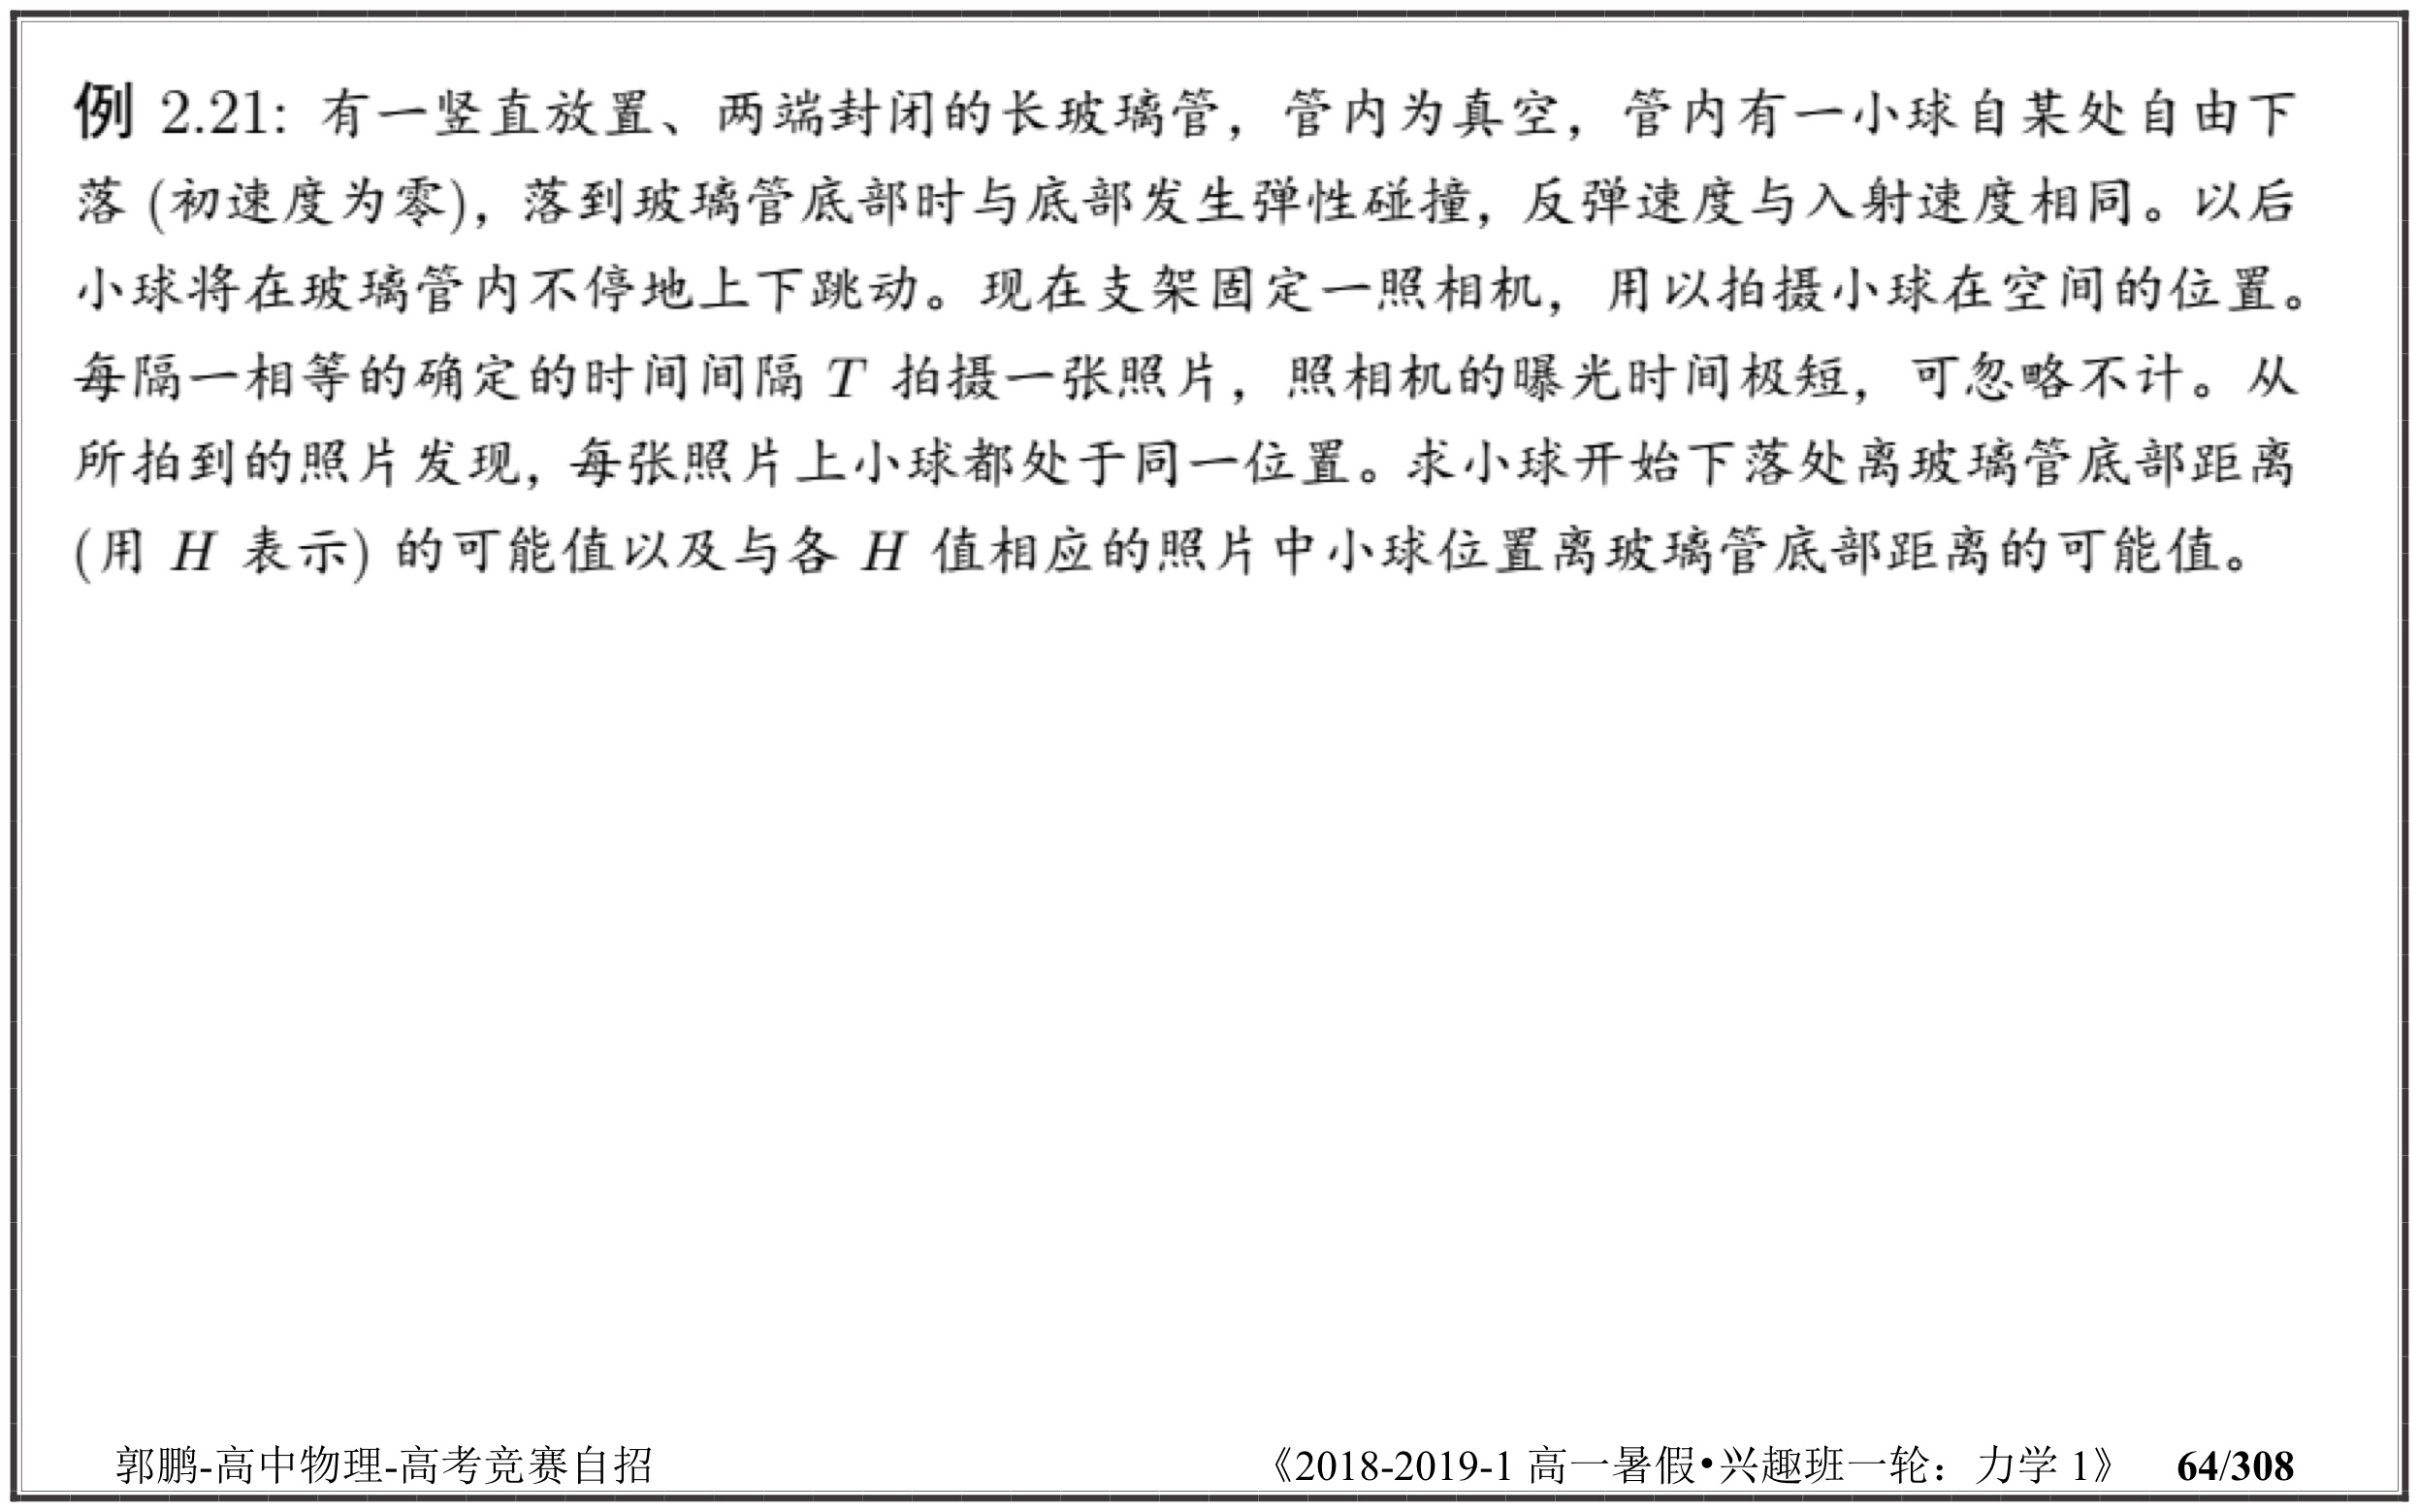 例 2.21: 有一竖直放置、两端封闭的长玻璃管，管内为真空，管内有一小球自某处自由下
落 (初速度为零)，落到玻璃管底部时与底部发生弹性碰撞，反弹速度与入射速度相同。以后
小球将在玻璃管内不停地上下跳动。现在支架固定一照相机，用以拍摄小球在空间的位置。
每隔一相等的确定的时间间隔 T 拍摄一张照片，照相机的曝光时间极短，可忽略不计。从
所拍到的照片发现，每张照片上小球都处于同一位置。求小球开始下落处离玻璃管底部距离
(用 H 表示) 的可能值以及与各 H 值相应的照片中小球位置离玻璃管底部距离的可能值。
郭鹏-高中物理-高考竞赛自招 《2018-2019-1 高一暑假•兴趣班一轮：力学 1》 64/308